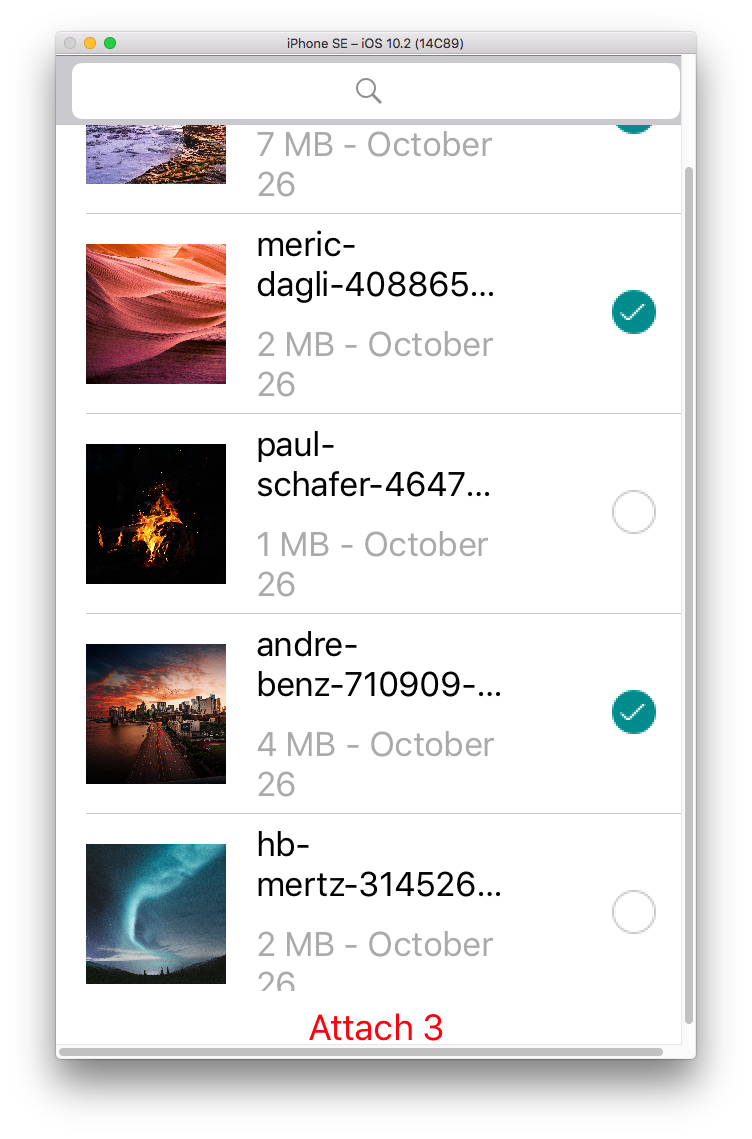 iPhone SE – iOS 10.2 (14C89)
7 MB - October
26
meric-
dagli-408865...
2 MB - October
26
paul-
schafer-4647...
1 MB - October
26
andre-
benz-710909-...
4 MB - October
26
hb-
mertz-314526...
2 MB - October
26
Attach 3